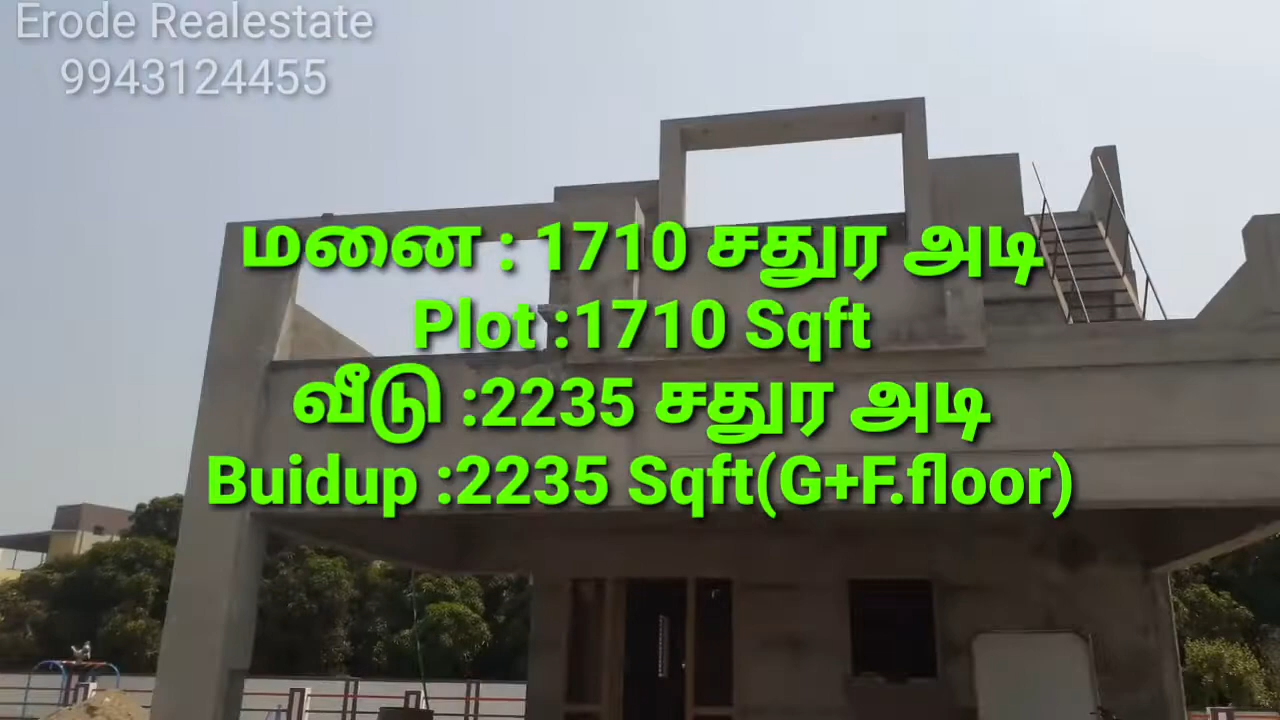 Erode Realestate
9943124455
மனை : 1710 சதுர அடி
Plot :1710 Sqft
வீடு :2235 சதுர அடி
Buidup :2235 Sqft(G+F.floor)